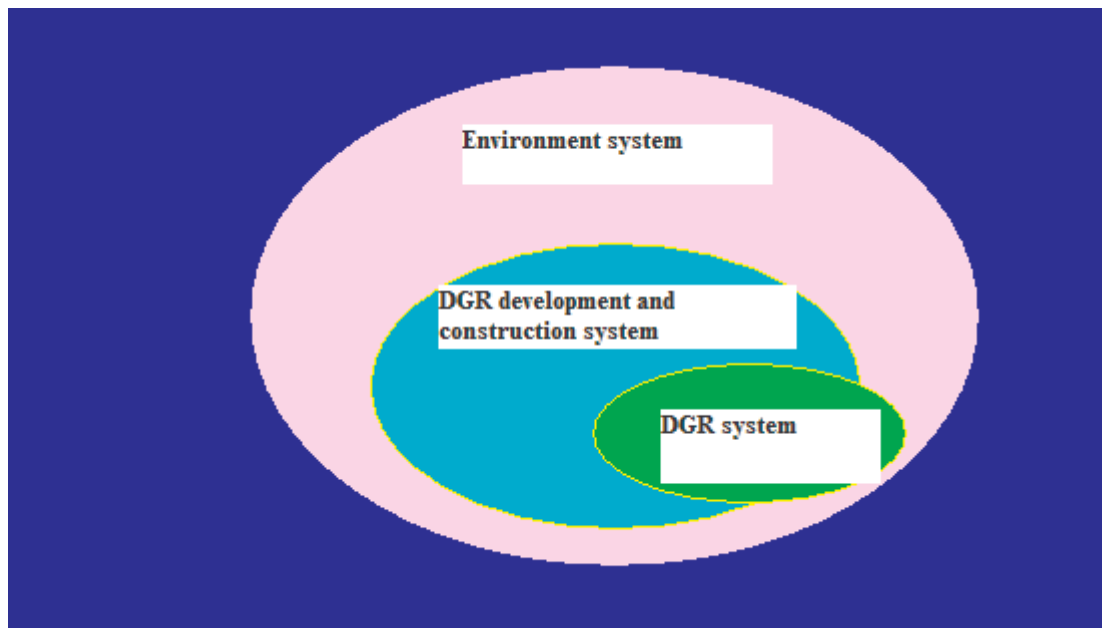 Environment system
DGR development and
construction system
DGR system